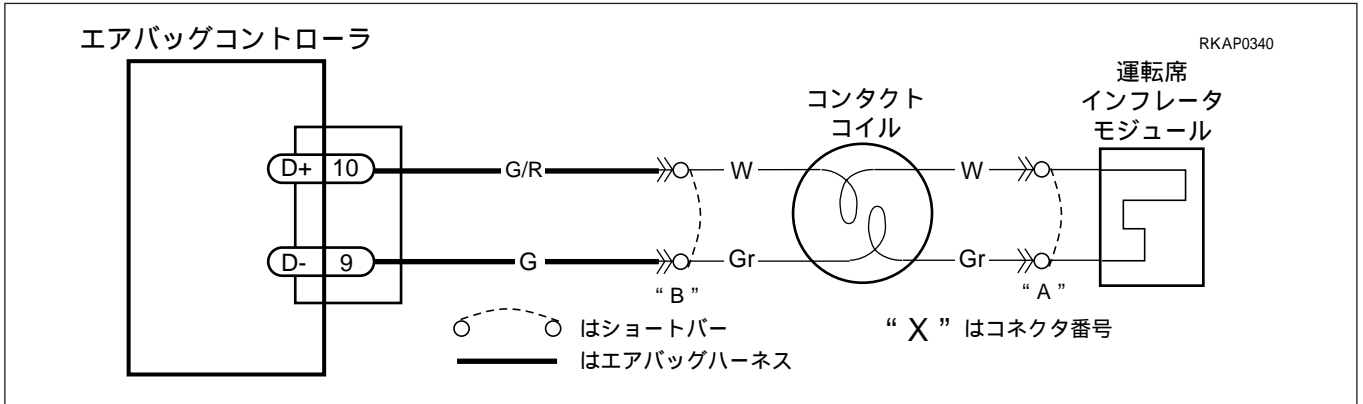 エアバッグコントローラ
RKAP0340
運転席
インフレータ
モジュール
コンタクト
コイル
D+ 10 G/R W W
D- 9 G Gr Gr
“ B ” “ A ”
はショートバー “ X ” はコネクタ番号
はエアバッグハーネス